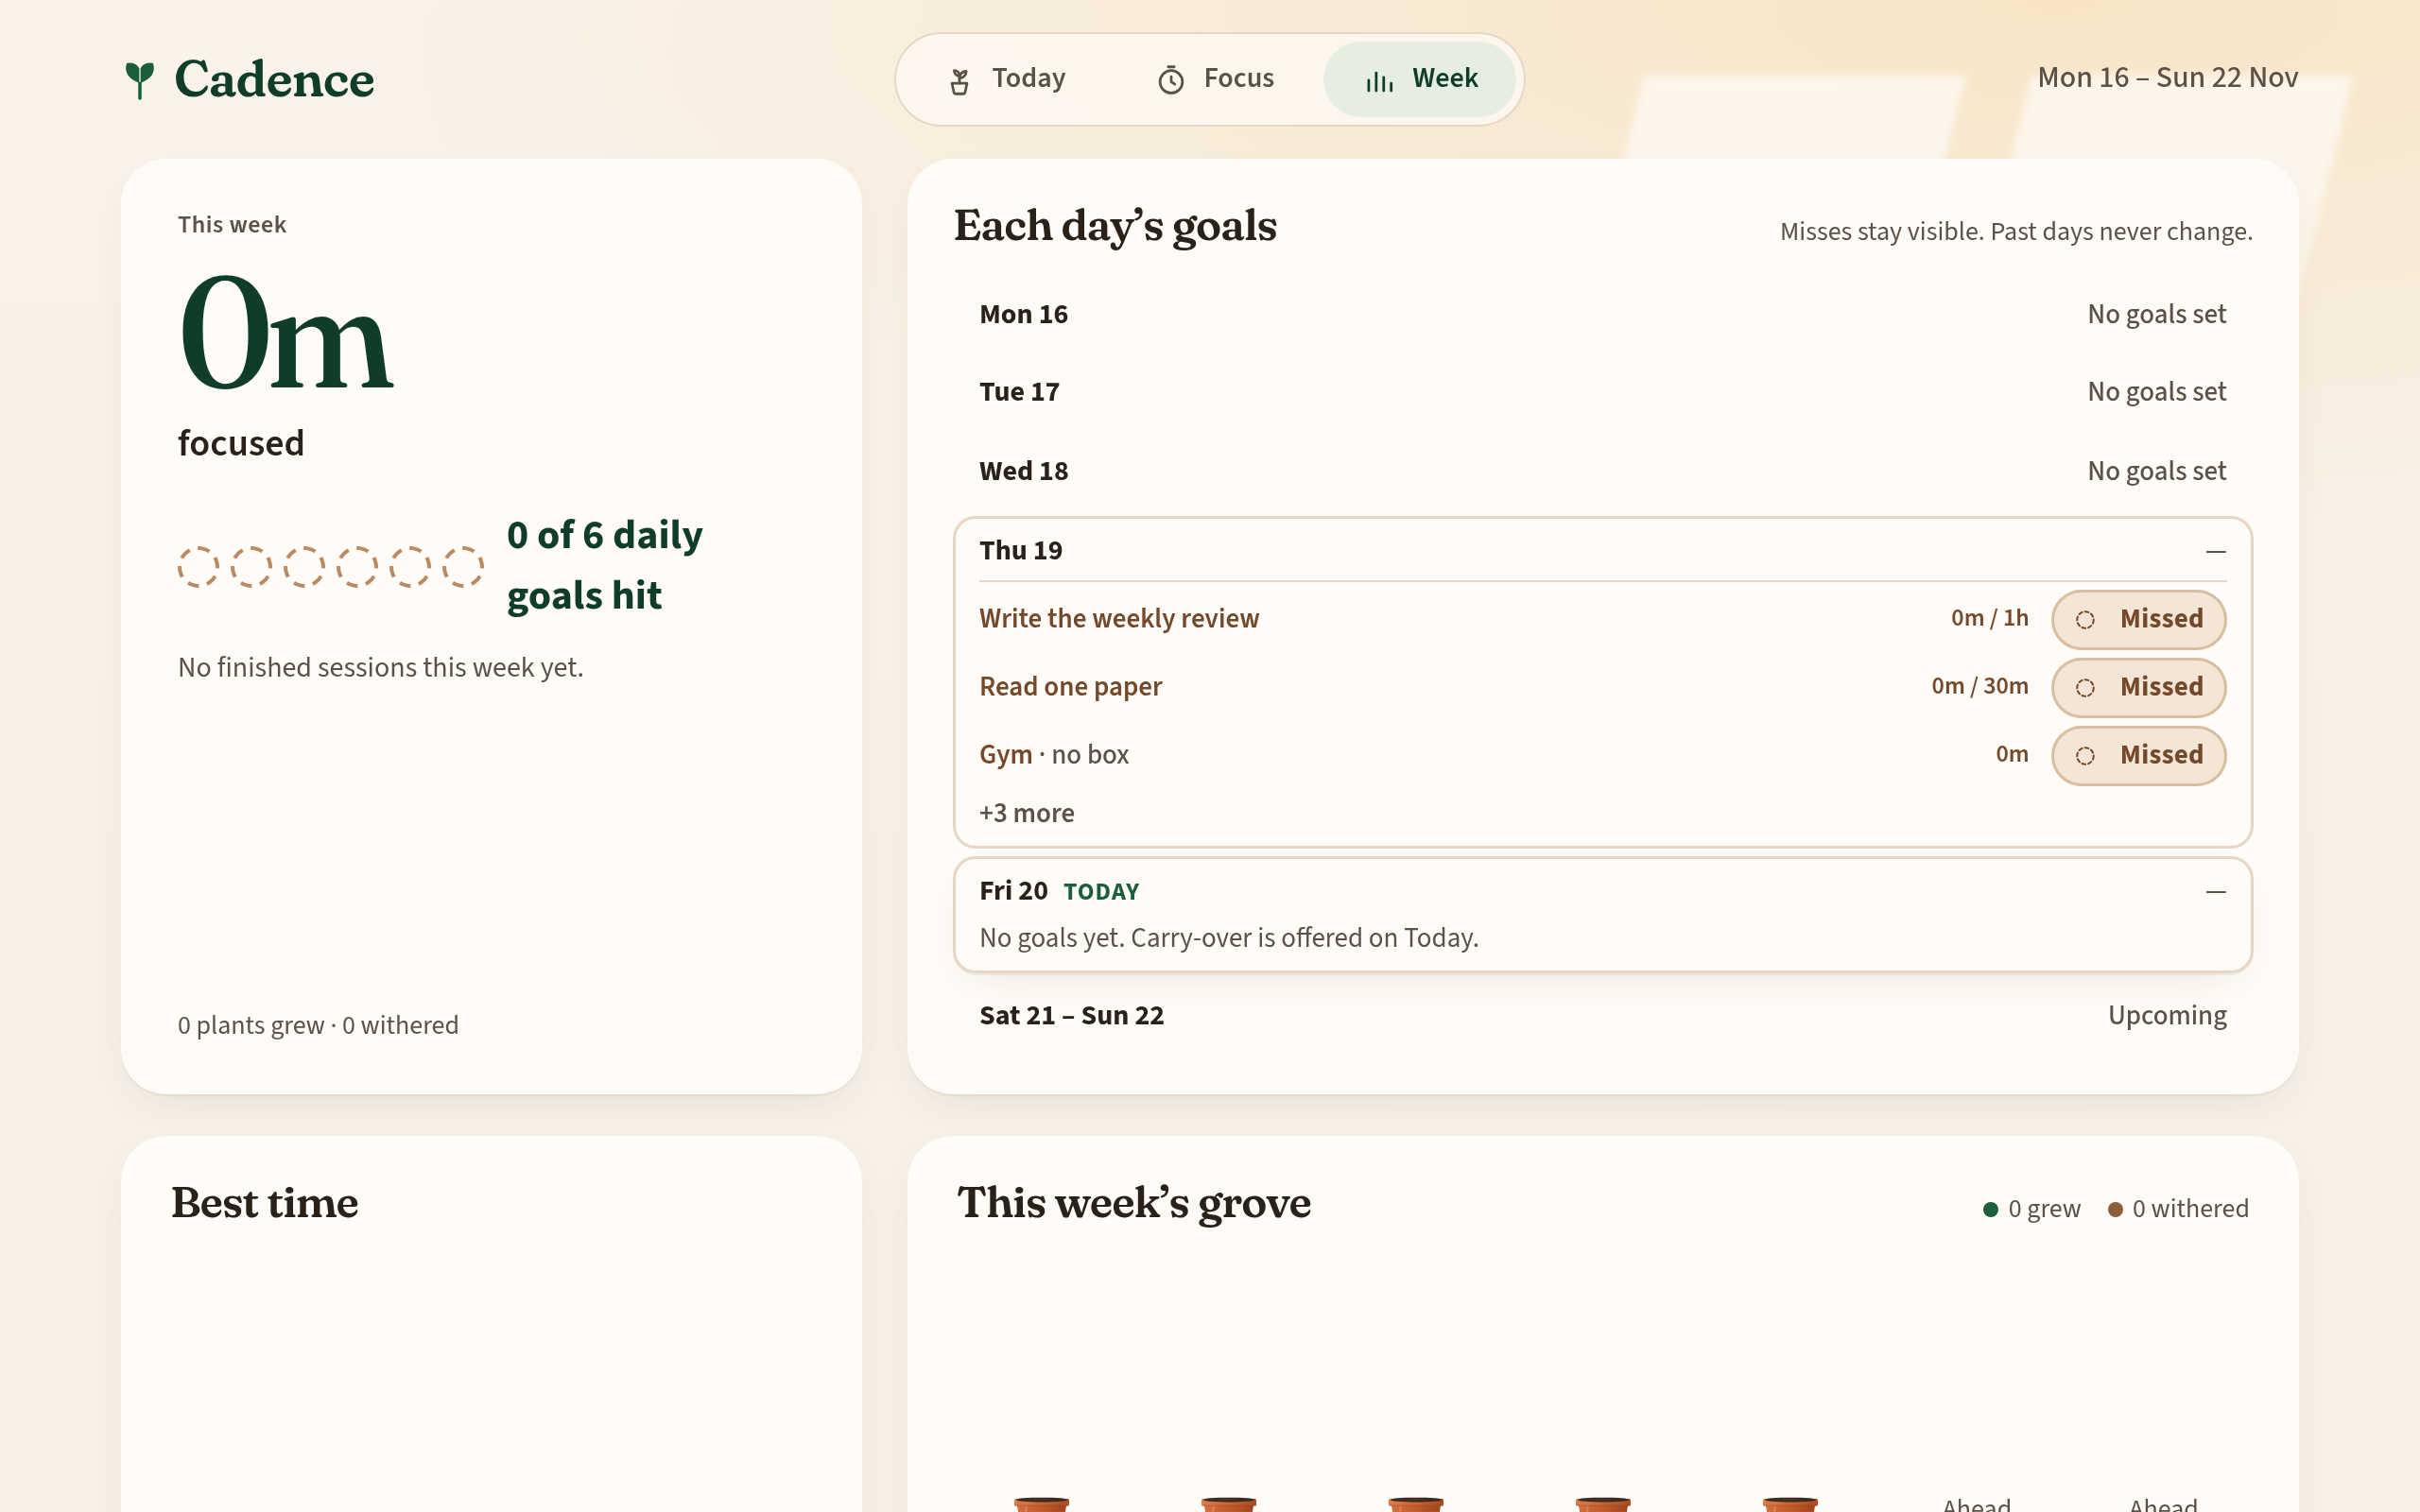 Cadence
Today
Focus
Week
Mon 16 – Sun 22 Nov
This week
0m
focused
0 of 6 daily
goals hit
No finished sessions this week yet.
0 plants grew · 0 withered
Each day’s goals
Misses stay visible. Past days never change.
Mon 16
No goals set
Tue 17
No goals set
Wed 18
No goals set
Thu 19
—
Write the weekly review
0m / 1h
Missed
Read one paper
0m / 30m
Missed
Gym · no box
0m
Missed
+3 more
Fri 20 TODAY
—
No goals yet. Carry-over is offered on Today.
Sat 21 – Sun 22
Upcoming
Best time
This week’s grove
0 grew
0 withered
Ahead
Ahead